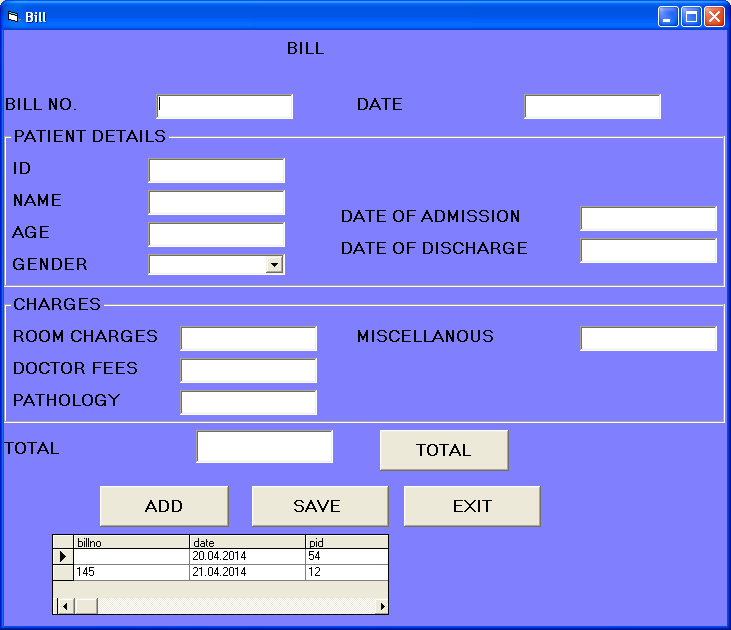 Bill
BILL
BILL NO. DATE
PATIENT DETAILS
ID
NAME
DATE OF ADMISSION
AGE
DATE OF DISCHARGE
GENDER
CHARGES
ROOM CHARGES MISCELLANOUS
DOCTOR FEES
PATHOLOGY
TOTAL TOTAL
ADD SAVE EXIT
billno date pid
20.04.2014 54
145 21.04.2014 12